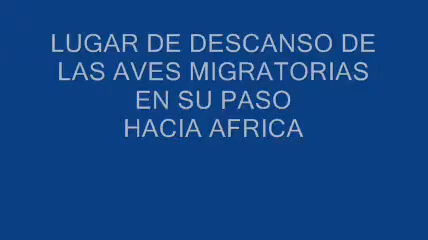 LUGAR DE DESCANSO DE
LAS AVES MIGRATORIAS
EN SU PASO
HACIA AFRICA